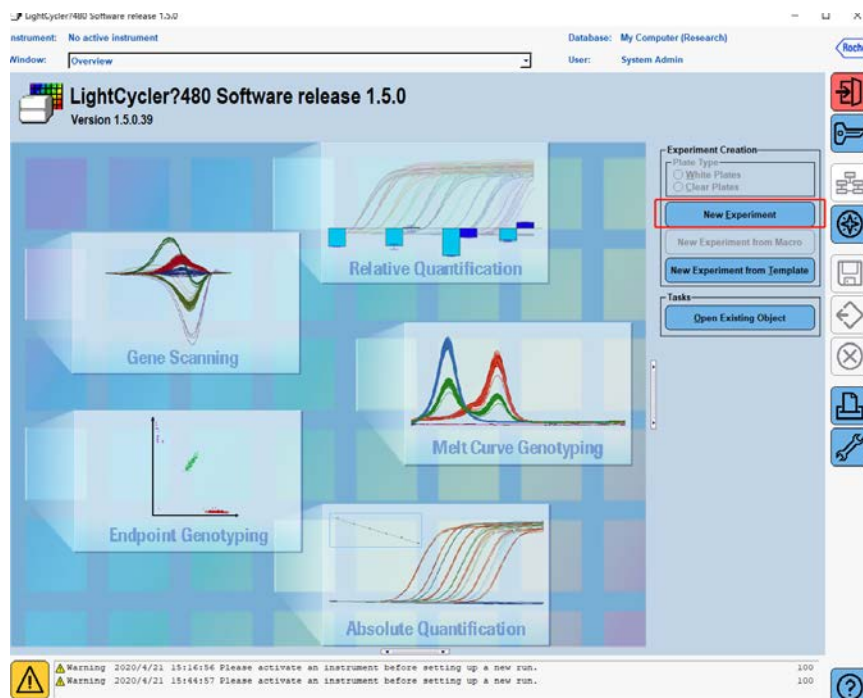 LightCycler?480 Software release 1.5.0
Instrument: No active instrument
Database: My Computer (Research)
Window: Overview
User: System Admin
LightCycler?480 Software release 1.5.0
Version 1.5.0.39
Experiment Creation
Plate Type
White Plates
Clear Plates
New Experiment
New Experiment from Macro
New Experiment from Template
Tasks
Open Existing Object
Relative Quantification
Gene Scanning
Melt Curve Genotyping
Endpoint Genotyping
Absolute Quantification
Warning 2020/4/21 15:16:56 Please activate an instrument before setting up a new run. 100
Warning 2020/4/21 15:44:57 Please activate an instrument before setting up a new run. 100